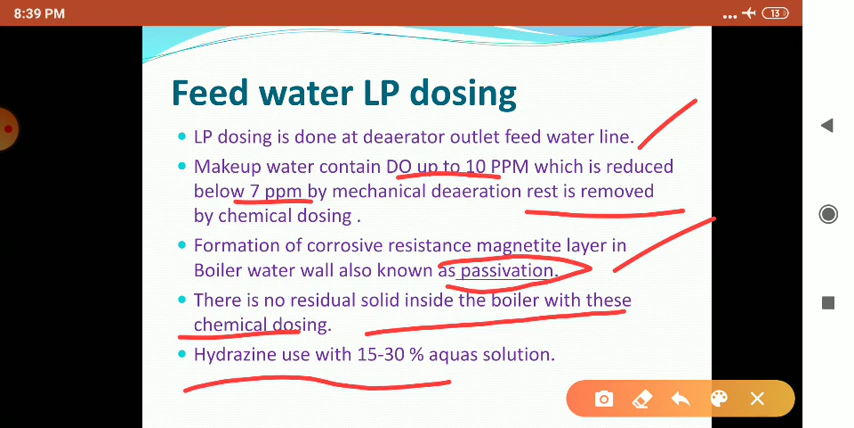 8:39 PM
13
Feed water LP dosing
LP dosing is done at deaerator outlet feed water line.
Makeup water contain DO up to 10 PPM which is reduced
below 7 ppm by mechanical deaeration rest is removed
by chemical dosing .
Formation of corrosive resistance magnetite layer in
Boiler water wall also known as passivation.
There is no residual solid inside the boiler with these
chemical dosing.
Hydrazine use with 15-30 % aquas solution.